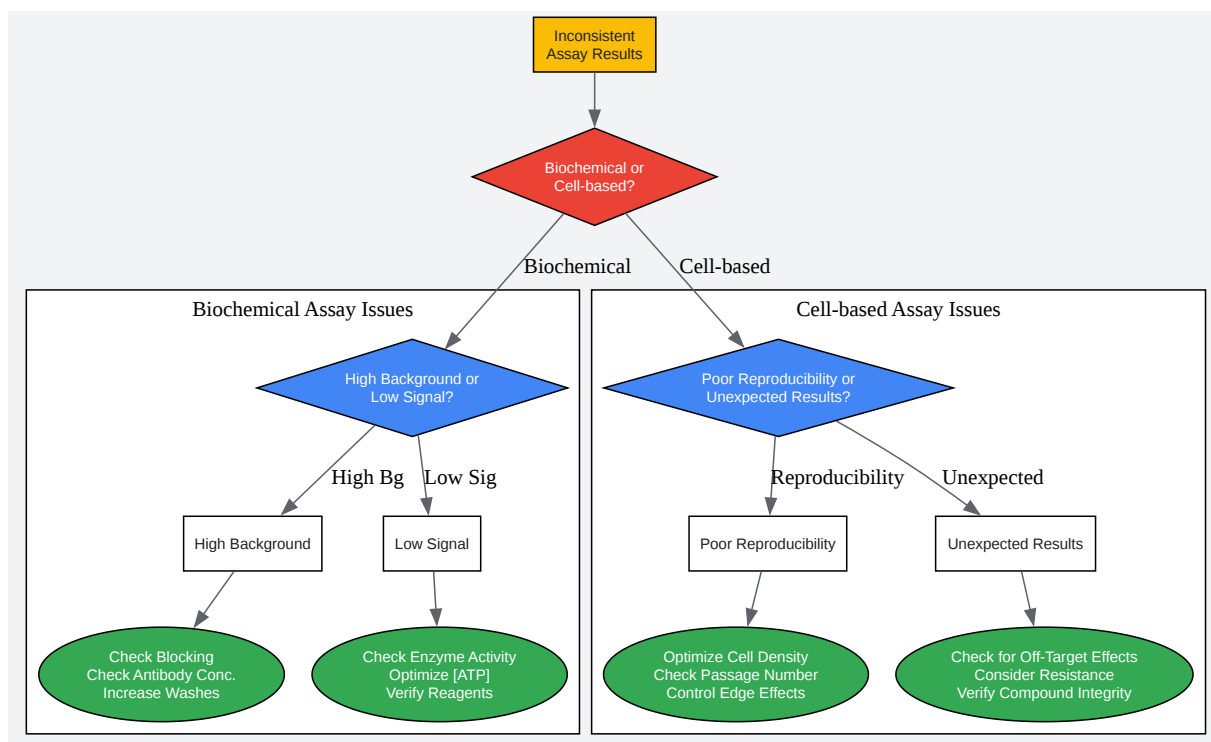 Inconsistent
Assay Results
Biochemical or
Cell-based?
Biochemical
Cell-based
Biochemical Assay Issues
Cell-based Assay Issues
High Background or
Low Signal?
Poor Reproducibility or
Unexpected Results?
High Bg
Low Sig
Reproducibility
Unexpected
High Background
Low Signal
Poor Reproducibility
Unexpected Results
Check Blocking
Check Antibody Conc.
Increase Washes
Check Enzyme Activity
Optimize [ATP]
Verify Reagents
Optimize Cell Density
Check Passage Number
Control Edge Effects
Check for Off-Target Effects
Consider Resistance
Verify Compound Integrity